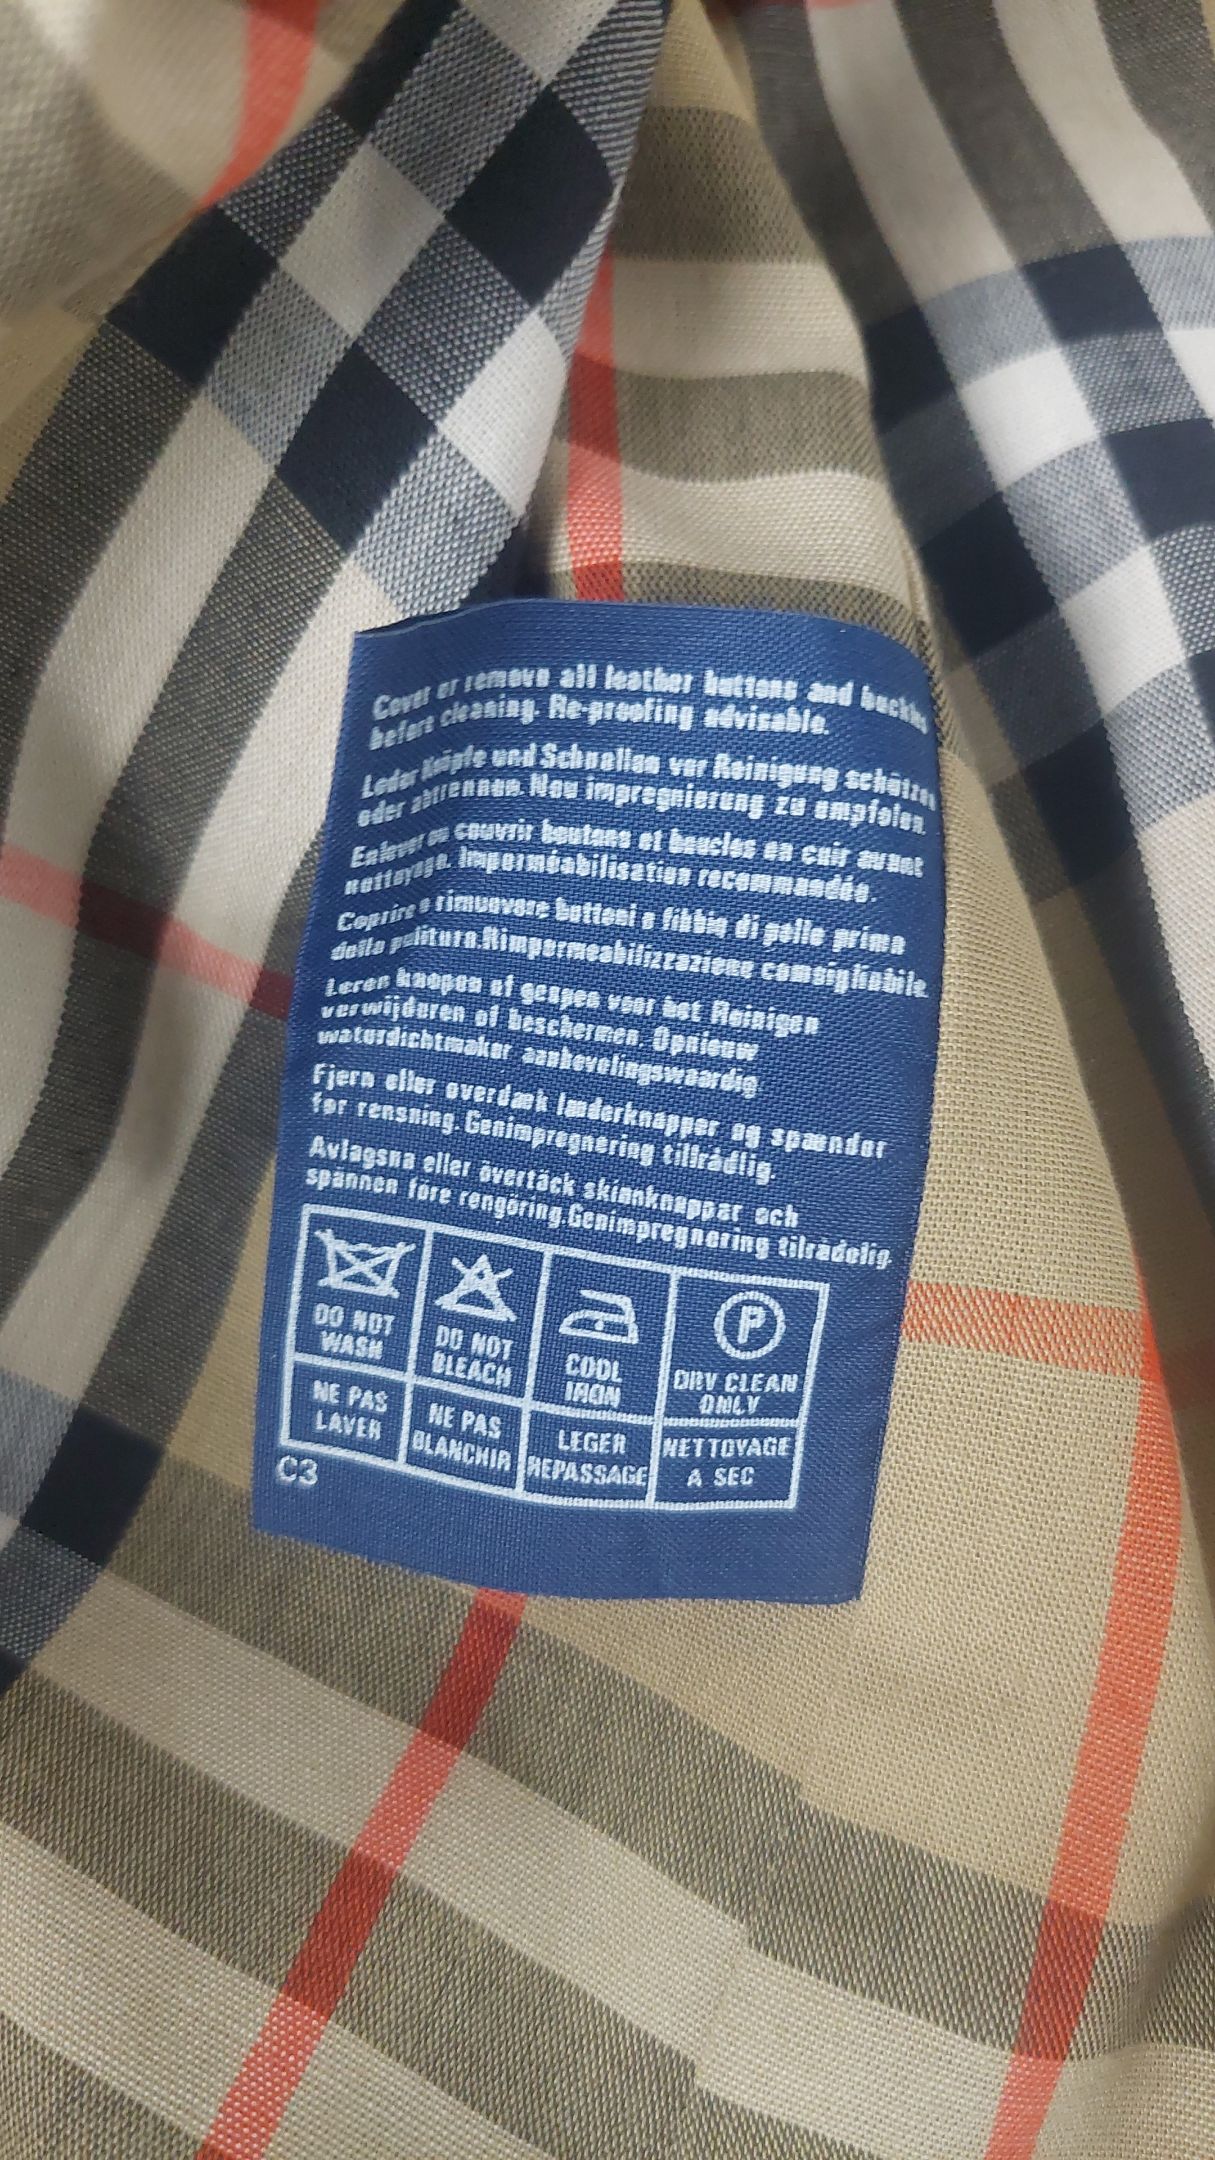 Cover or remove all leather buttons and buckles
before cleaning. Re-proofing advisable.
Leder Knöpfe und Schnallen vor Reinigung schützen
oder abtrennen. Neu impregnierung zu empfolen.
Enlever ou couvrir boutons et boucles en cuir avant
nettoyage. Imperméabilisation recommandée.
Coprire o rimuovere bottoni e fibbie di pelle prima
della politura. Rimpermeabilizzazione consigliabile.
Leren knopen of gespen voor het Reinigen
verwijderen of beschermen. Opnieuw
waterdichtmaker aanbevelingswaardig
Fjern eller overdæk læderknapper og spænder
før rensning. Genimprægnering tillrådlig.
Avlagsna eller övertäck skinnknappar och
spännen före rengöring. Genimpregnering tilrådelig.
DO NOT
WASH
DO NOT
BLEACH
COOL
IRON
P
DRY CLEAN
ONLY
NE PAS
LAVER
NE PAS
BLANCHIR
LEGER
REPASSAGE
NETTOYAGE
A SEC
C3